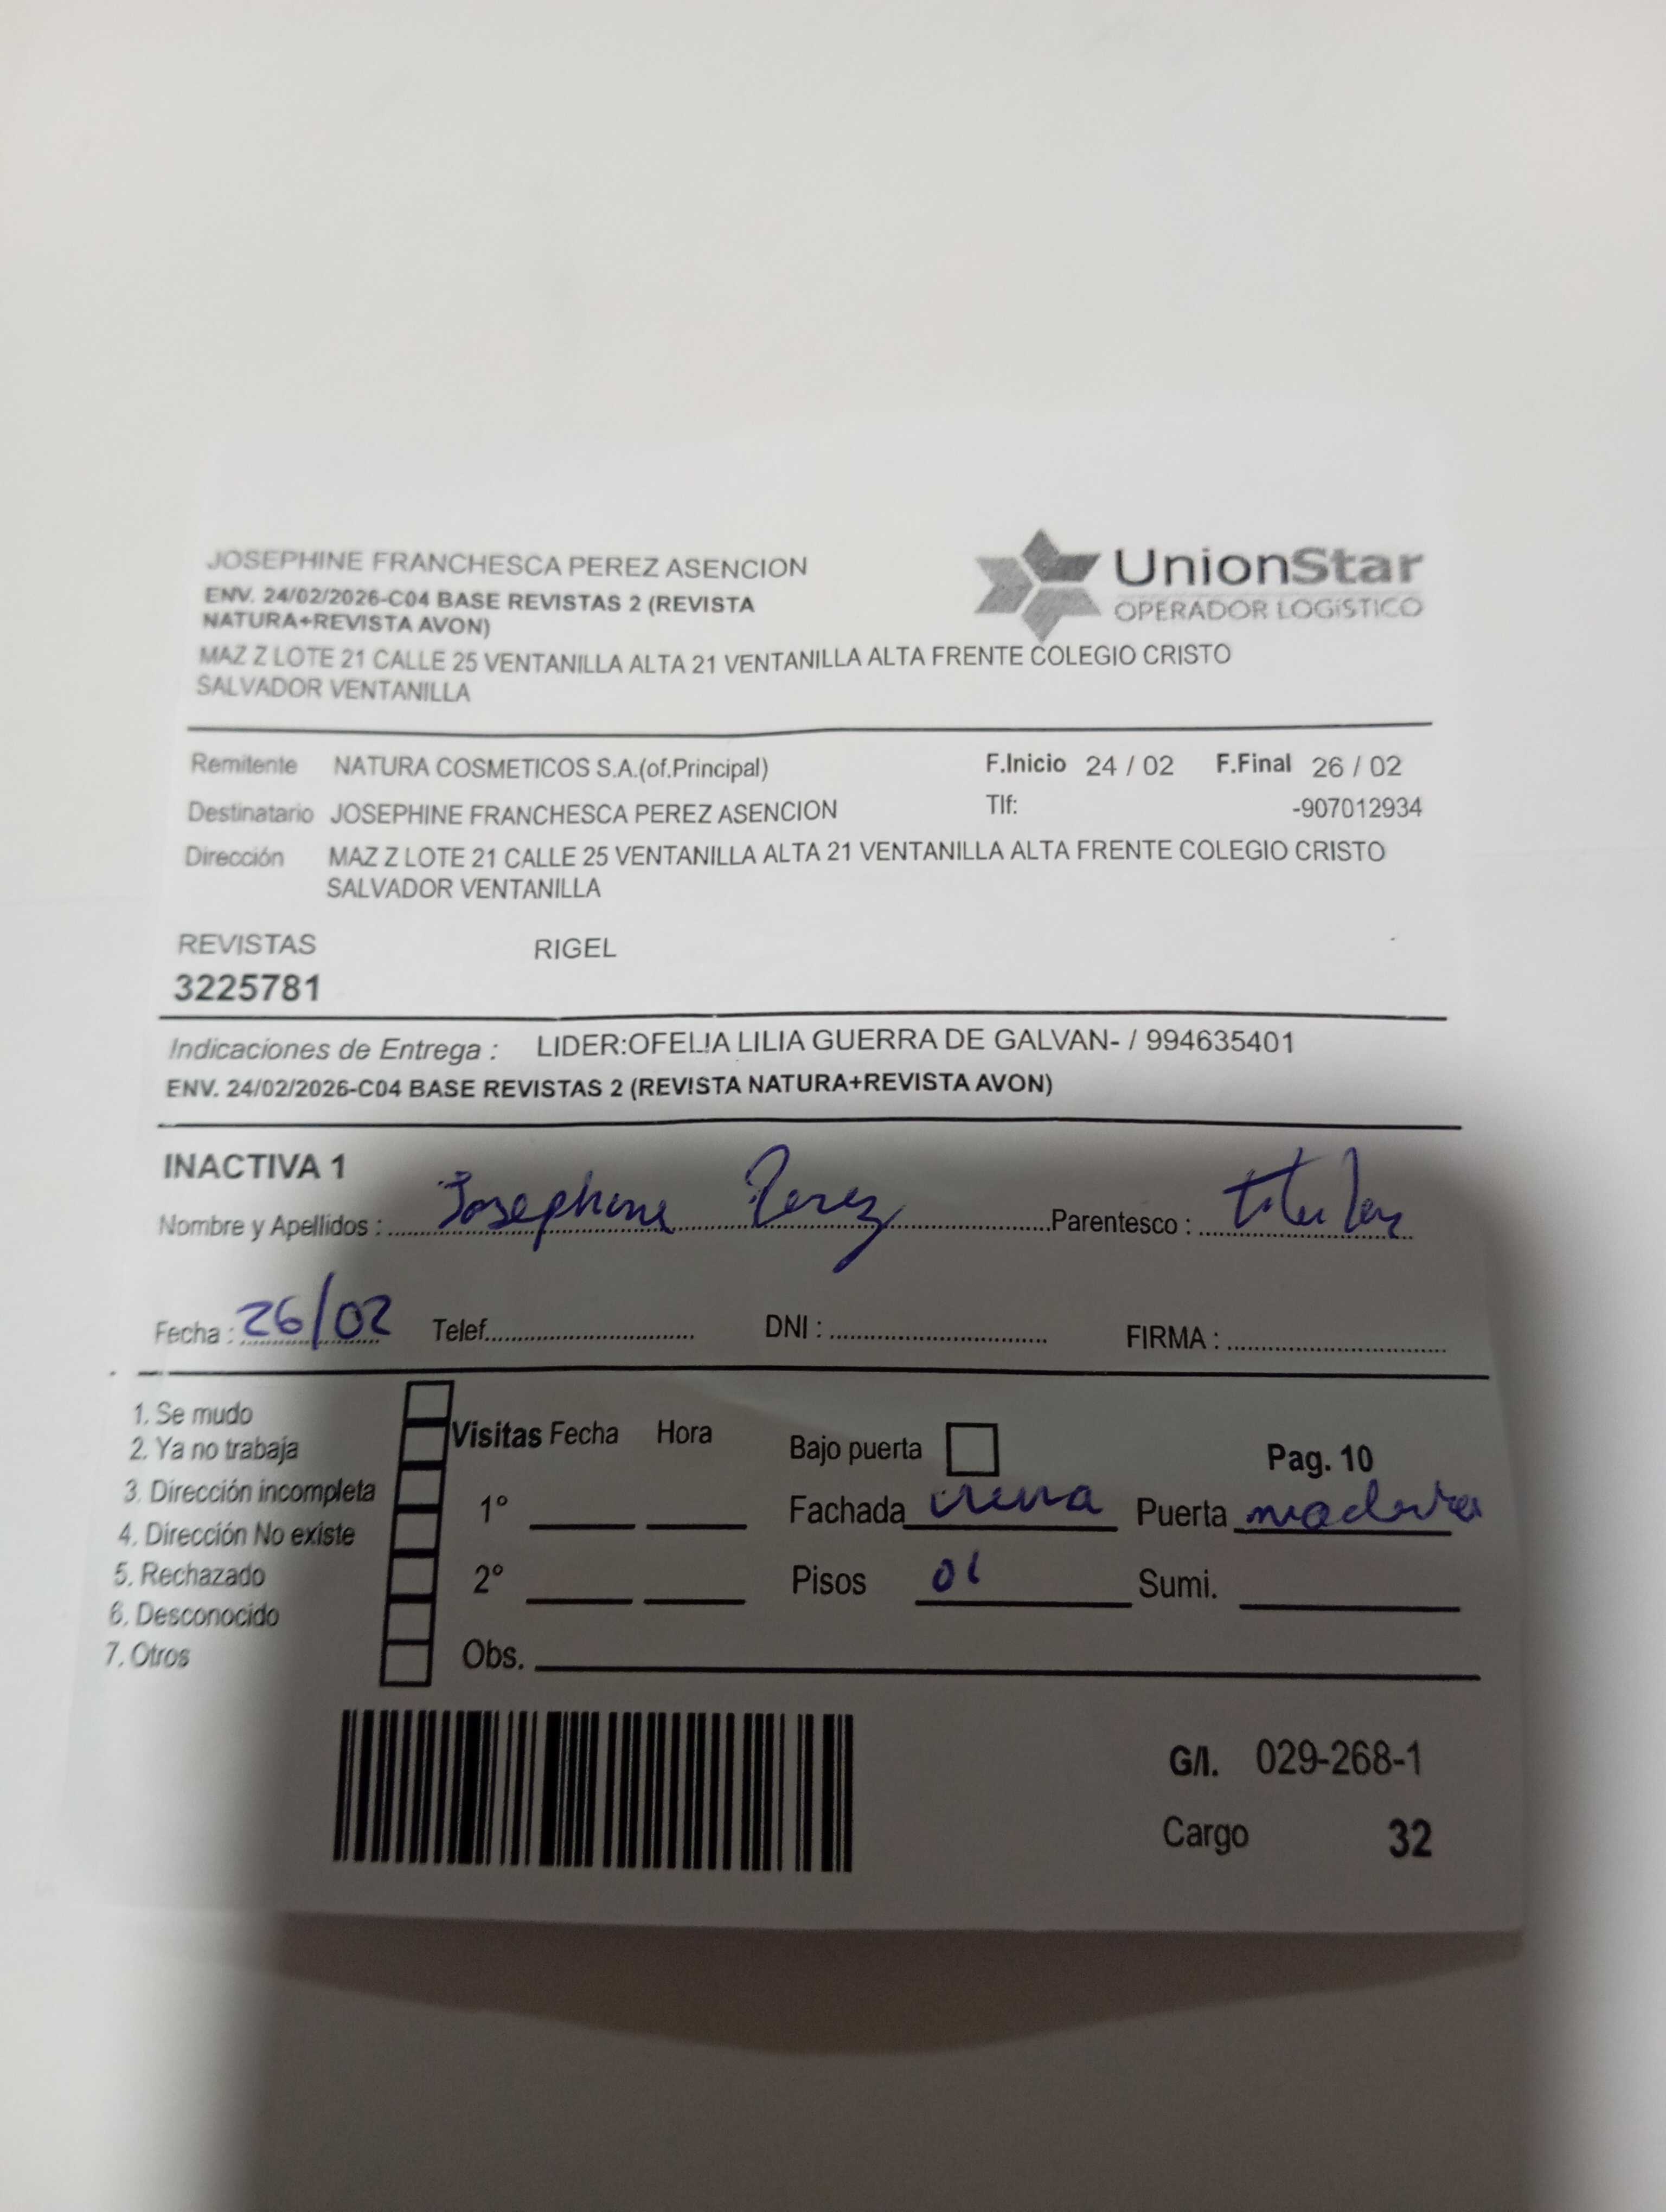 JOSEPHINE FRANCHESCA PEREZ ASENCION
ENV. 24/02/2026-C04 BASE REVISTAS 2 (REVISTA
NATURA+REVISTA AVON)
UnionStar
OPERADOR LOGíSTICO
MAZ Z LOTE 21 CALLE 25 VENTANILLA ALTA 21 VENTANILLA ALTA FRENTE COLEGIO CRISTO
SALVADOR VENTANILLA
Remitente NATURA COSMETICOS S.A.(of.Principal) F.Inicio 24 / 02 F.Final 26 / 02
Destinatario JOSEPHINE FRANCHESCA PEREZ ASENCION Tlf: -907012934
Dirección MAZ Z LOTE 21 CALLE 25 VENTANILLA ALTA 21 VENTANILLA ALTA FRENTE COLEGIO CRISTO
SALVADOR VENTANILLA
REVISTAS RIGEL
3225781
Indicaciones de Entrega : LIDER:OFELIA LILIA GUERRA DE GALVAN- / 994635401
ENV. 24/02/2026-C04 BASE REVISTAS 2 (REVISTA NATURA+REVISTA AVON)
INACTIVA 1
Nombre y Apellidos : Josephine Perez Parentesco : titular
Fecha : 26/02 Telef. DNI : FIRMA :
1. Se mudo
2. Ya no trabaja
3. Dirección incompleta
4. Dirección No existe
5. Rechazado
6. Desconocido
7. Otros
Visitas Fecha Hora
1°
2°
Obs.
Bajo puerta Pag. 10
Fachada Puerta madera
Pisos 01 Sumi.
G/I. 029-268-1
Cargo 32